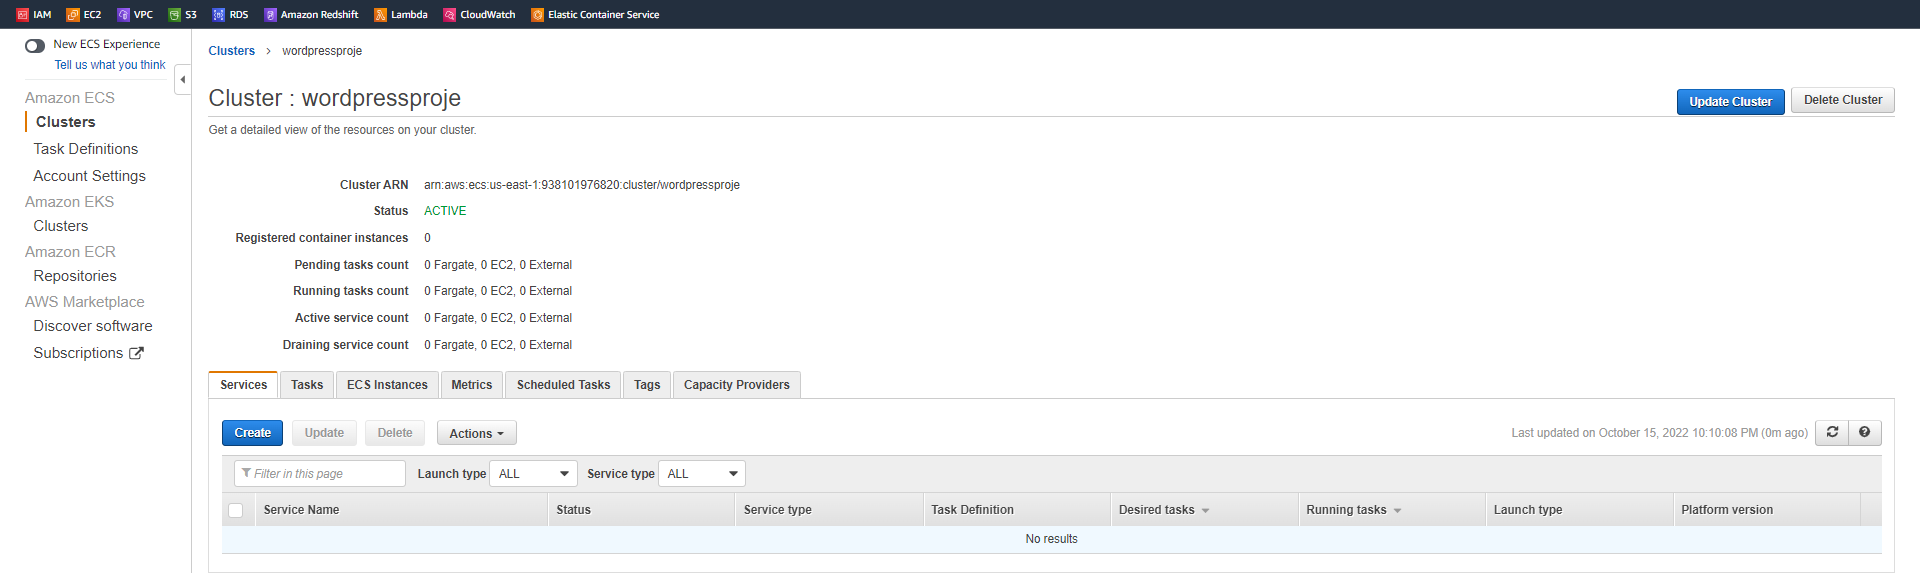 IAM EC2 VPC S3 RDS Amazon Redshift Lambda CloudWatch Elastic Container Service
New ECS Experience
Tell us what you think
Amazon ECS
Clusters
Task Definitions
Account Settings
Amazon EKS
Clusters
Amazon ECR
Repositories
AWS Marketplace
Discover software
Subscriptions
Clusters > wordpressproje
Cluster : wordpressproje
Update Cluster Delete Cluster
Get a detailed view of the resources on your cluster.
Cluster ARN arn:aws:ecs:us-east-1:938101976820:cluster/wordpressproje
Status ACTIVE
Registered container instances 0
Pending tasks count 0 Fargate, 0 EC2, 0 External
Running tasks count 0 Fargate, 0 EC2, 0 External
Active service count 0 Fargate, 0 EC2, 0 External
Draining service count 0 Fargate, 0 EC2, 0 External
Services Tasks ECS Instances Metrics Scheduled Tasks Tags Capacity Providers
Create Update Delete Actions Last updated on October 15, 2022 10:10:08 PM (0m ago)
Filter in this page Launch type ALL Service type ALL
Service Name Status Service type Task Definition Desired tasks Running tasks Launch type Platform version
No results